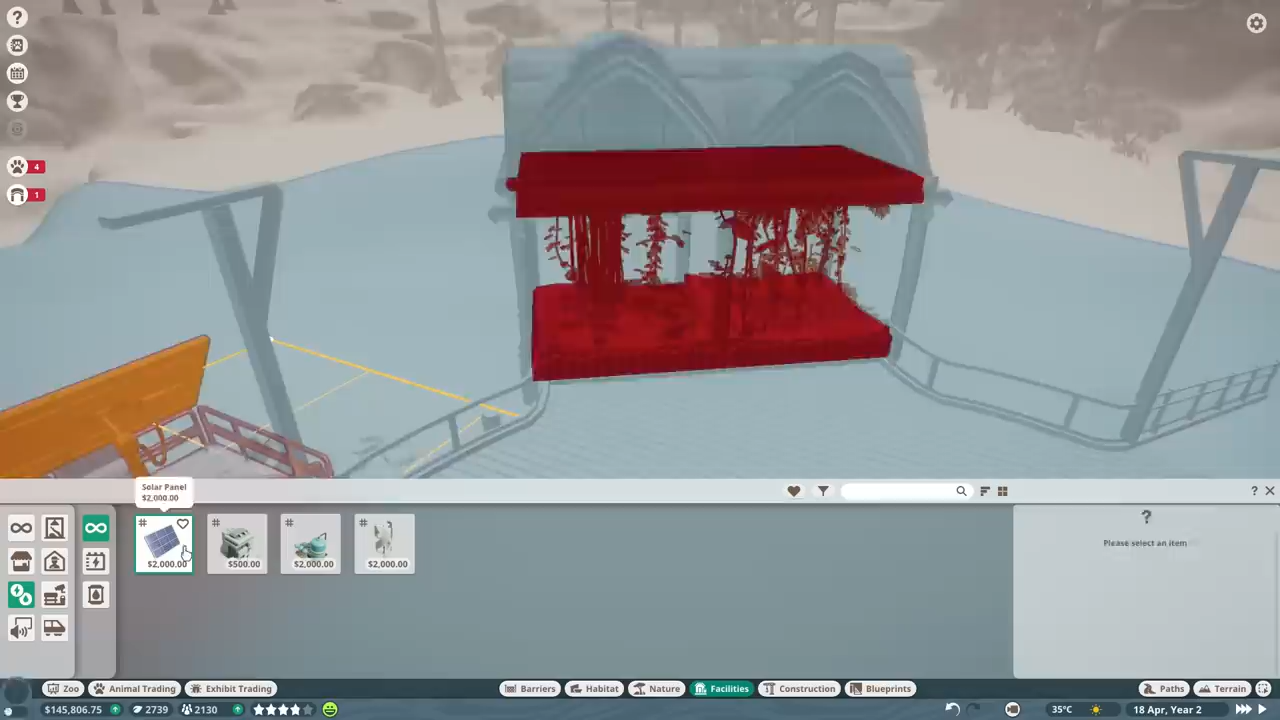 ?
4
1
Solar Panel
$2,000.00
?
# $2,000.00
# $500.00
# $2,000.00
# $2,000.00
?
Please select an item
Zoo
Animal Trading
Exhibit Trading
Barriers
Habitat
Nature
Facilities
Construction
Blueprints
Paths
Terrain
$145,806.75
2739
2130
35°C
18 Apr, Year 2